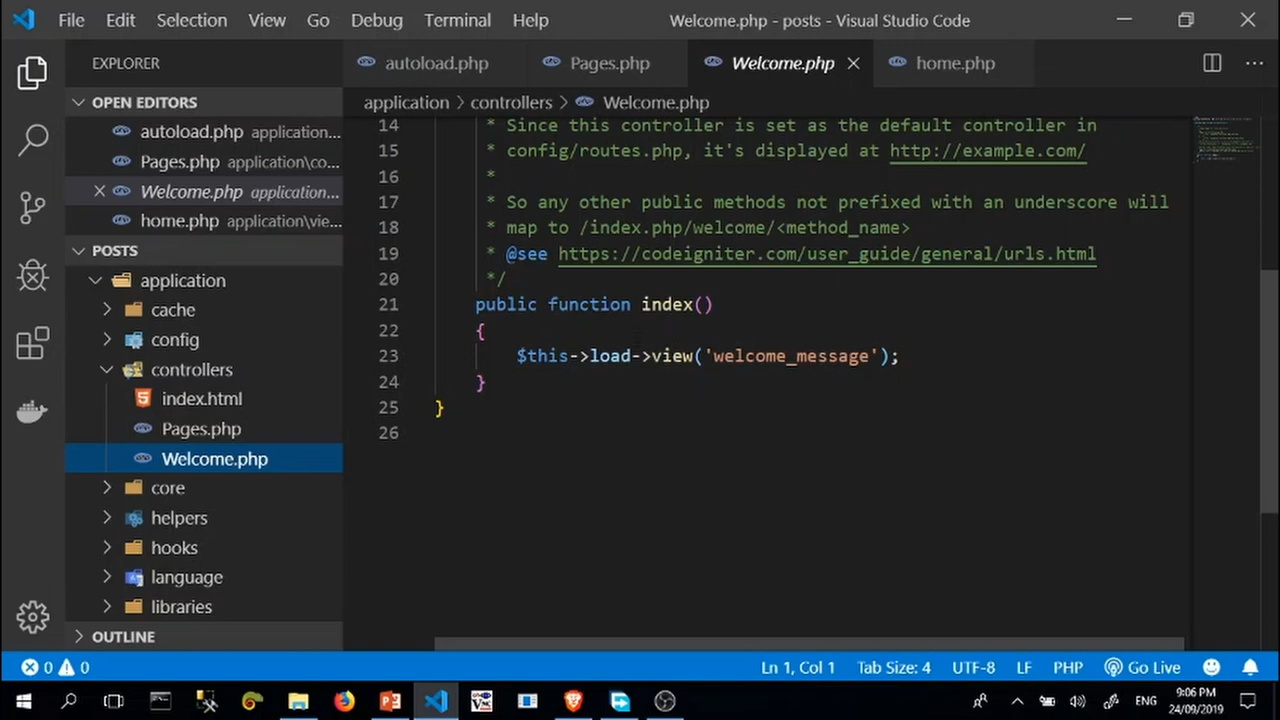 File Edit Selection View Go Debug Terminal Help Welcome.php - posts - Visual Studio Code
EXPLORER
autoload.php Pages.php Welcome.php home.php
OPEN EDITORS
autoload.php application...
Pages.php application\co...
Welcome.php application...
home.php application\vie...
POSTS
application
cache
config
controllers
index.html
Pages.php
Welcome.php
core
helpers
hooks
language
libraries
OUTLINE
application > controllers > Welcome.php
14 * Since this controller is set as the default controller in
15 * config/routes.php, it's displayed at http://example.com/
16 *
17 * So any other public methods not prefixed with an underscore will
18 * map to /index.php/welcome/<method_name>
19 * @see https://codeigniter.com/user_guide/general/urls.html
20 */
21 public function index()
22 {
23 $this->load->view('welcome_message');
24 }
25 }
26
0 0 Ln 1, Col 1 Tab Size: 4 UTF-8 LF PHP Go Live
ENG 9:06 PM
24/09/2019